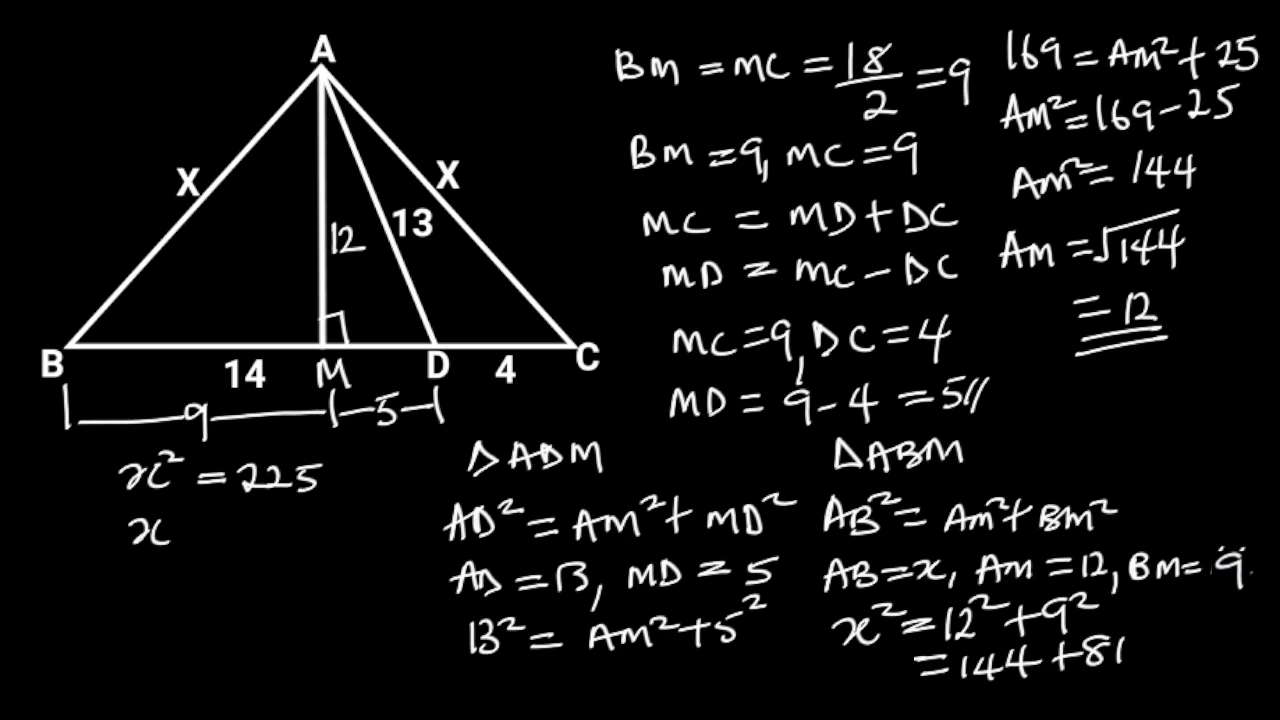 A
X
X
12
13
B
14
M
D
4
C
9
5
x² = 225
x
BM = MC = 18/2 = 9
BM = 9, MC = 9
MC = MD + DC
MD = MC - DC
MC = 9, DC = 4
MD = 9 - 4 = 5//
ΔADM
AD² = AM² + MD²
AD = 13, MD = 5
13² = AM² + 5²
169 = AM² + 25
AM² = 169 - 25
AM² = 144
AM = √144
= 12
ΔABM
AB² = AM² + BM²
AB = x, AM = 12, BM = 9
x² = 12² + 9²
= 144 + 81